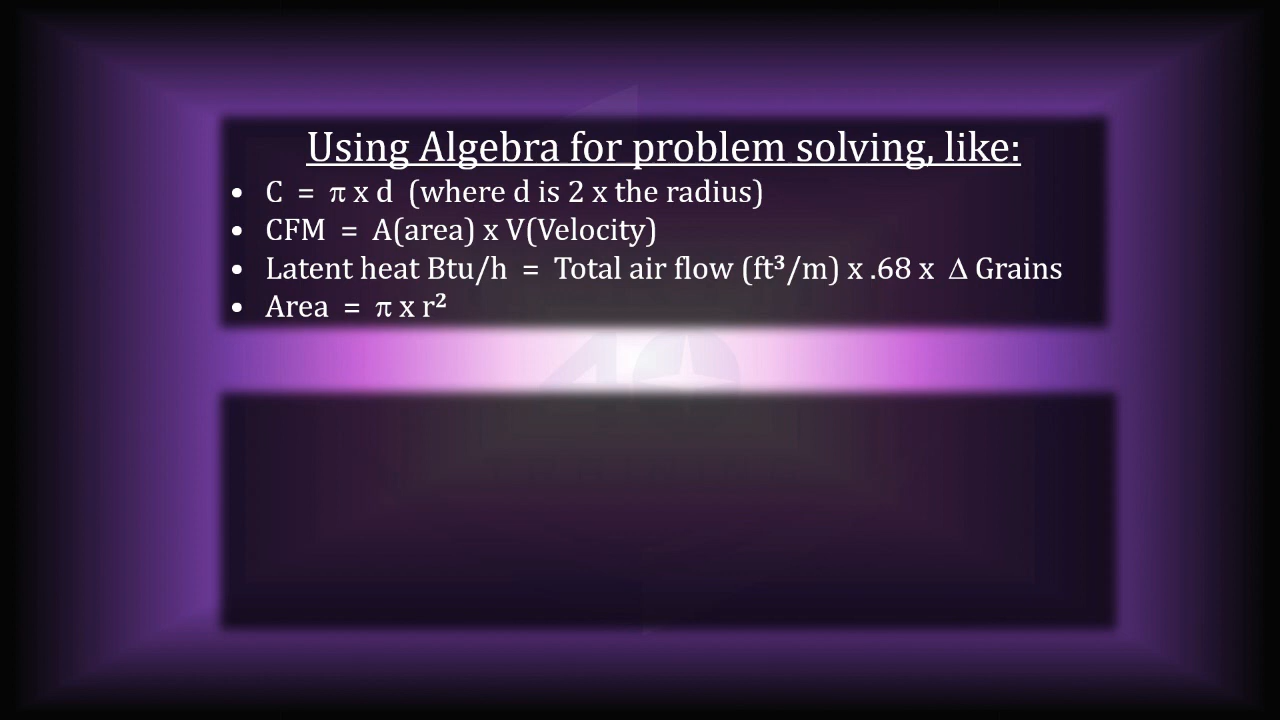 Using Algebra for problem solving, like:
• C = π x d (where d is 2 x the radius)
• CFM = A(area) x V(Velocity)
• Latent heat Btu/h = Total air flow (ft³/m) x .68 x Δ Grains
• Area = π x r²